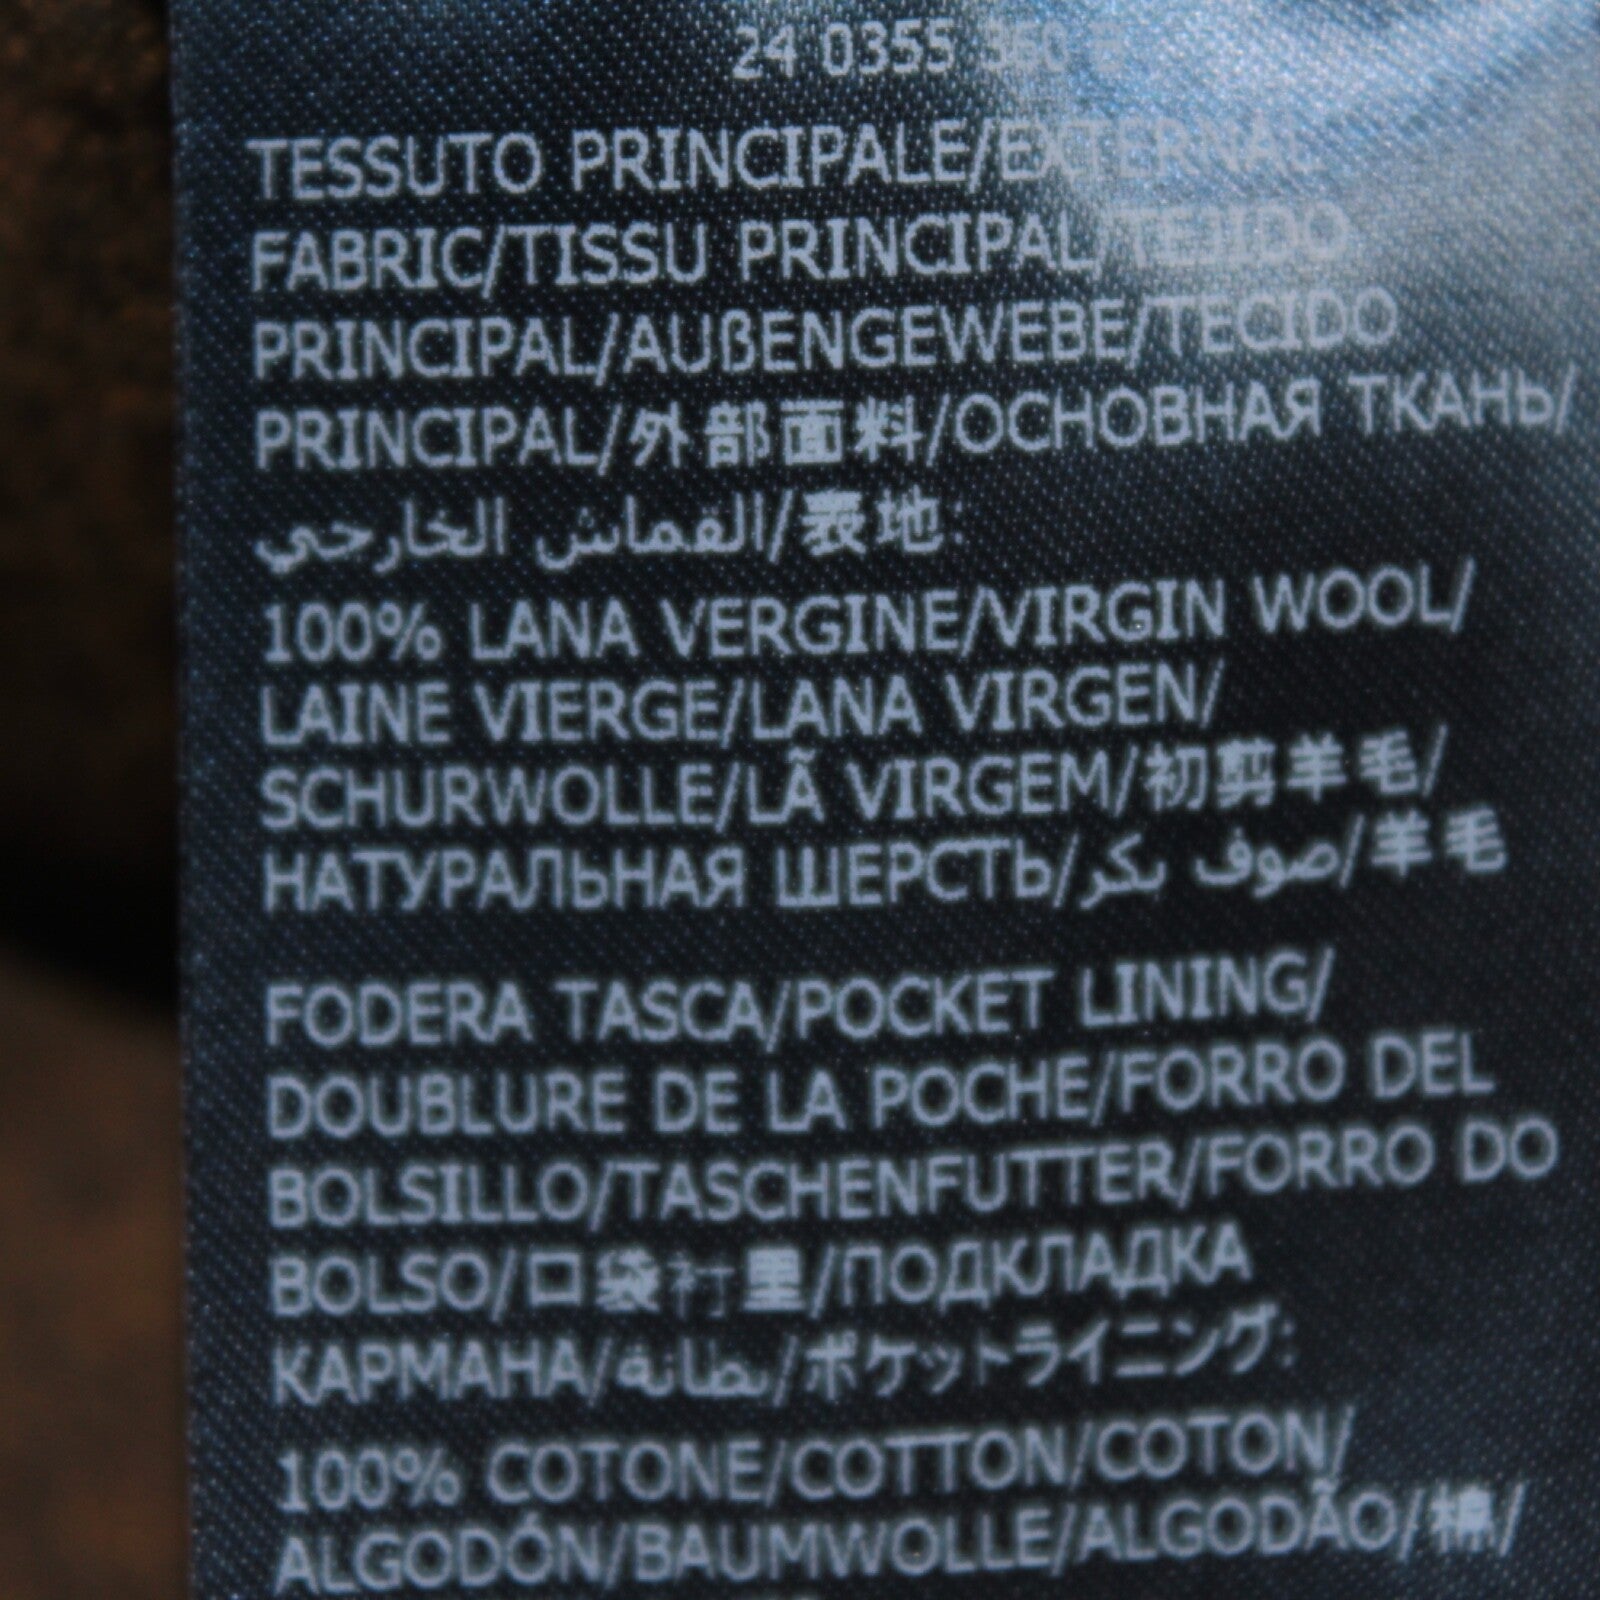 24 0355 350
TESSUTO PRINCIPALE/EXTERNAL
FABRIC/TISSU PRINCIPAL/TEJIDO
PRINCIPAL/AUßENGEWEBE/TECIDO
PRINCIPAL/外部面料/ОСНОВНАЯ ТКАНЬ/
القماش الخارجي/表地:
100% LANA VERGINE/VIRGIN WOOL/
LAINE VIERGE/LANA VIRGEN/
SCHURWOLLE/LÃ VIRGEM/初剪羊毛/
НАТУРАЛЬНАЯ ШЕРСТЬ/صوف بكر/羊毛
FODERA TASCA/POCKET LINING/
DOUBLURE DE LA POCHE/FORRO DEL
BOLSILLO/TASCHENFUTTER/FORRO DO
BOLSO/口袋衬里/ПОДКЛАДКА
КАРМАНА/بطانة/ポケットライニング:
100% COTONE/COTTON/COTON/
ALGODÓN/BAUMWOLLE/ALGODÃO/棉/